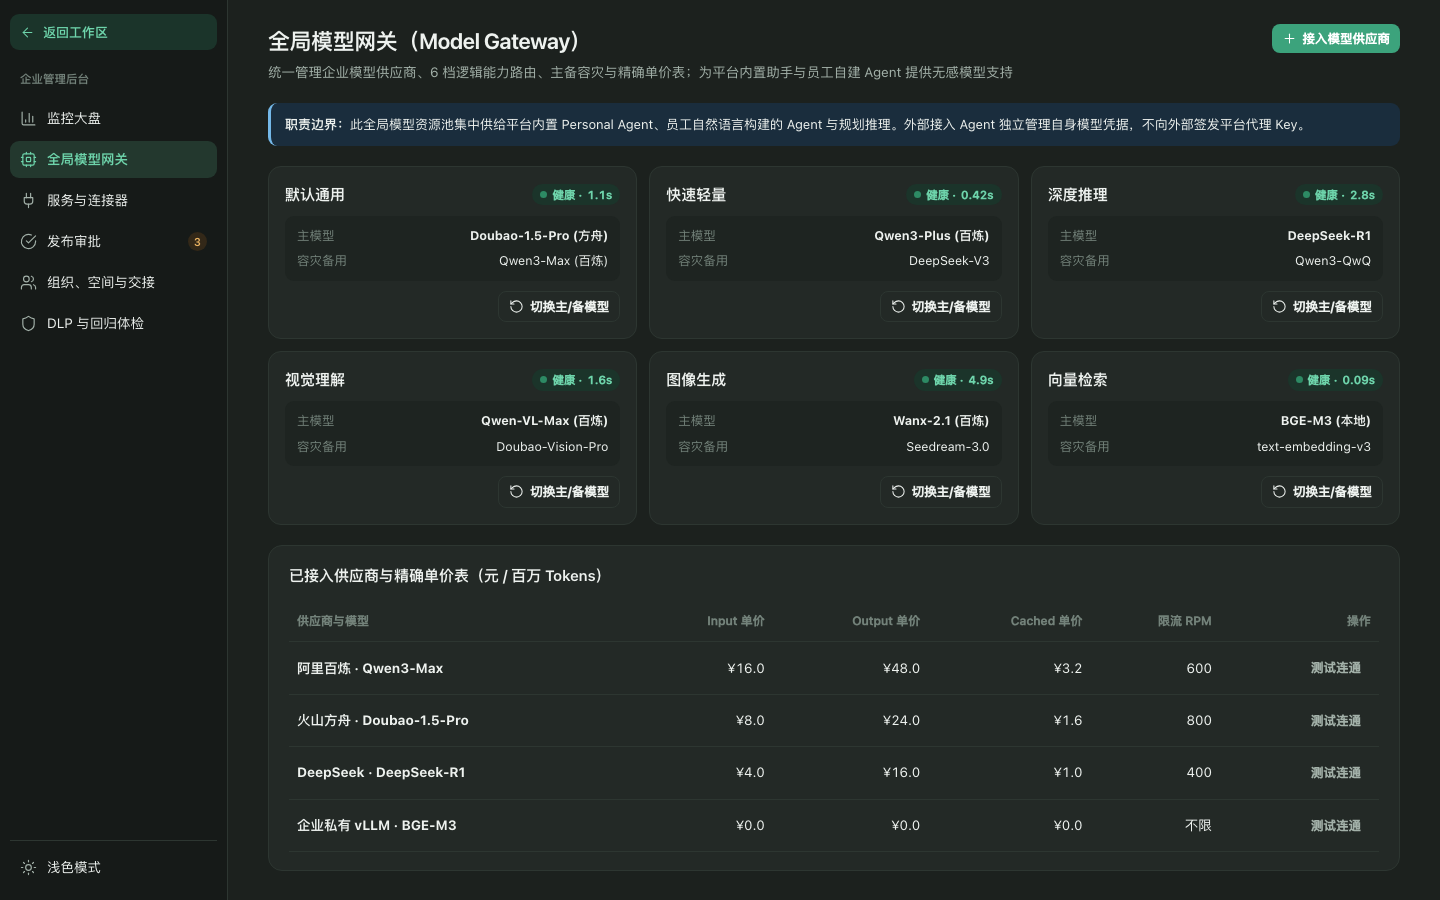 返回工作区
企业管理后台
监控大盘
全局模型网关
服务与连接器
发布审批 3
组织、空间与交接
DLP 与回归体检
浅色模式
全局模型网关（Model Gateway）
接入模型供应商
统一管理企业模型供应商、6 档逻辑能力路由、主备容灾与精确单价表；为平台内置助手与员工自建 Agent 提供无感模型支持
职责边界：此全局模型资源池集中供给平台内置 Personal Agent、员工自然语言构建的 Agent 与规划推理。外部接入 Agent 独立管理自身模型凭据，不向外部签发平台代理 Key。
默认通用 健康 · 1.1s
主模型 Doubao-1.5-Pro (方舟)
容灾备用 Qwen3-Max (百炼)
切换主/备模型
快速轻量 健康 · 0.42s
主模型 Qwen3-Plus (百炼)
容灾备用 DeepSeek-V3
切换主/备模型
深度推理 健康 · 2.8s
主模型 DeepSeek-R1
容灾备用 Qwen3-QwQ
切换主/备模型
视觉理解 健康 · 1.6s
主模型 Qwen-VL-Max (百炼)
容灾备用 Doubao-Vision-Pro
切换主/备模型
图像生成 健康 · 4.9s
主模型 Wanx-2.1 (百炼)
容灾备用 Seedream-3.0
切换主/备模型
向量检索 健康 · 0.09s
主模型 BGE-M3 (本地)
容灾备用 text-embedding-v3
切换主/备模型
已接入供应商与精确单价表（元 / 百万 Tokens）
供应商与模型 Input 单价 Output 单价 Cached 单价 限流 RPM 操作
阿里百炼 · Qwen3-Max ¥16.0 ¥48.0 ¥3.2 600 测试连通
火山方舟 · Doubao-1.5-Pro ¥8.0 ¥24.0 ¥1.6 800 测试连通
DeepSeek · DeepSeek-R1 ¥4.0 ¥16.0 ¥1.0 400 测试连通
企业私有 vLLM · BGE-M3 ¥0.0 ¥0.0 ¥0.0 不限 测试连通